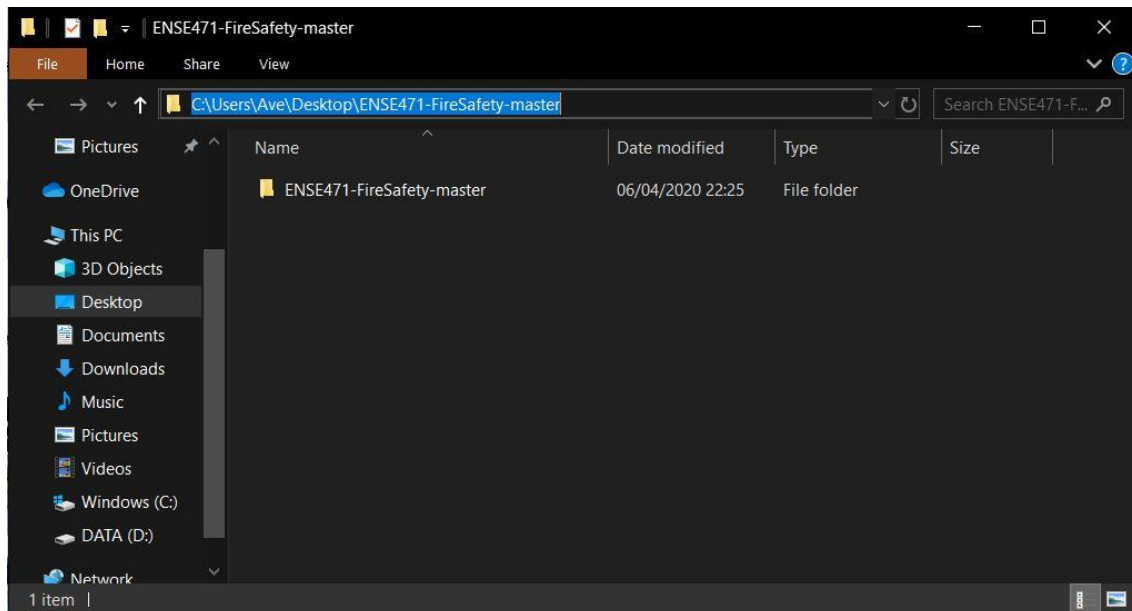 ENSE471-FireSafety-master
File Home Share View
C:\Users\Ave\Desktop\ENSE471-FireSafety-master
Search ENSE471-F...
Name Date modified Type Size
ENSE471-FireSafety-master 06/04/2020 22:25 File folder
Pictures
OneDrive
This PC
3D Objects
Desktop
Documents
Downloads
Music
Pictures
Videos
Windows (C:)
DATA (D:)
Network
1 item